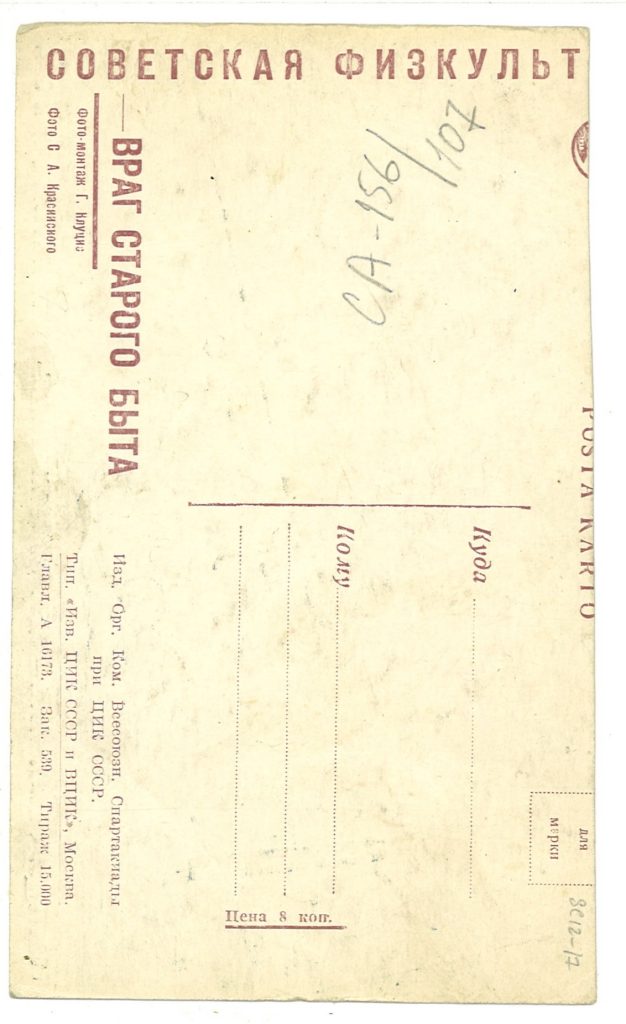 СОВЕТСКАЯ ФИЗКУЛЬТ
— ВРАГ СТАРОГО БЫТА
Фото-монтаж Г. Клуцис
Фото С А. Красинского
СА-156/107
POSTA KARTO
Куда
Кому
для
марки
8С12-17
Изд. Орг. Ком. Всесоюзн. Спартакиады
при ЦИК СССР.
Тип. «Изв. ЦИК СССР и ВЦИК», Москва.
Главл. А 16173. Зак. 539. Тираж 15.000
Цена 8 коп.